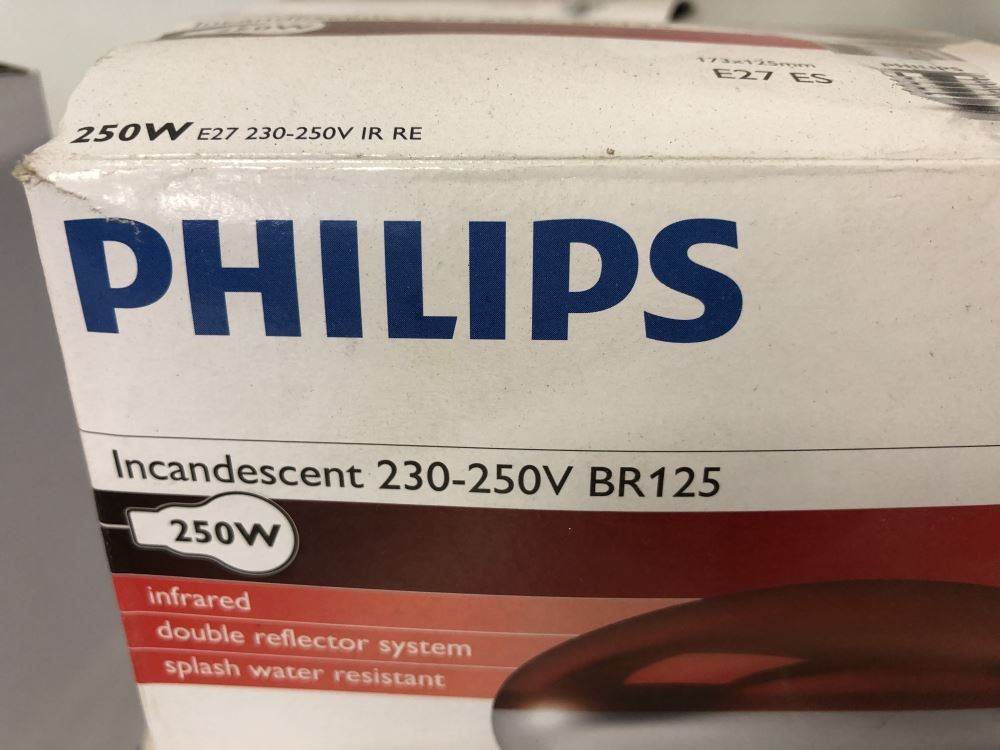 173x125mm
E27 ES
PHILIPS
250W E27 230-250V IR RE
PHILIPS
Incandescent 230-250V BR125
250W
infrared
double reflector system
splash water resistant